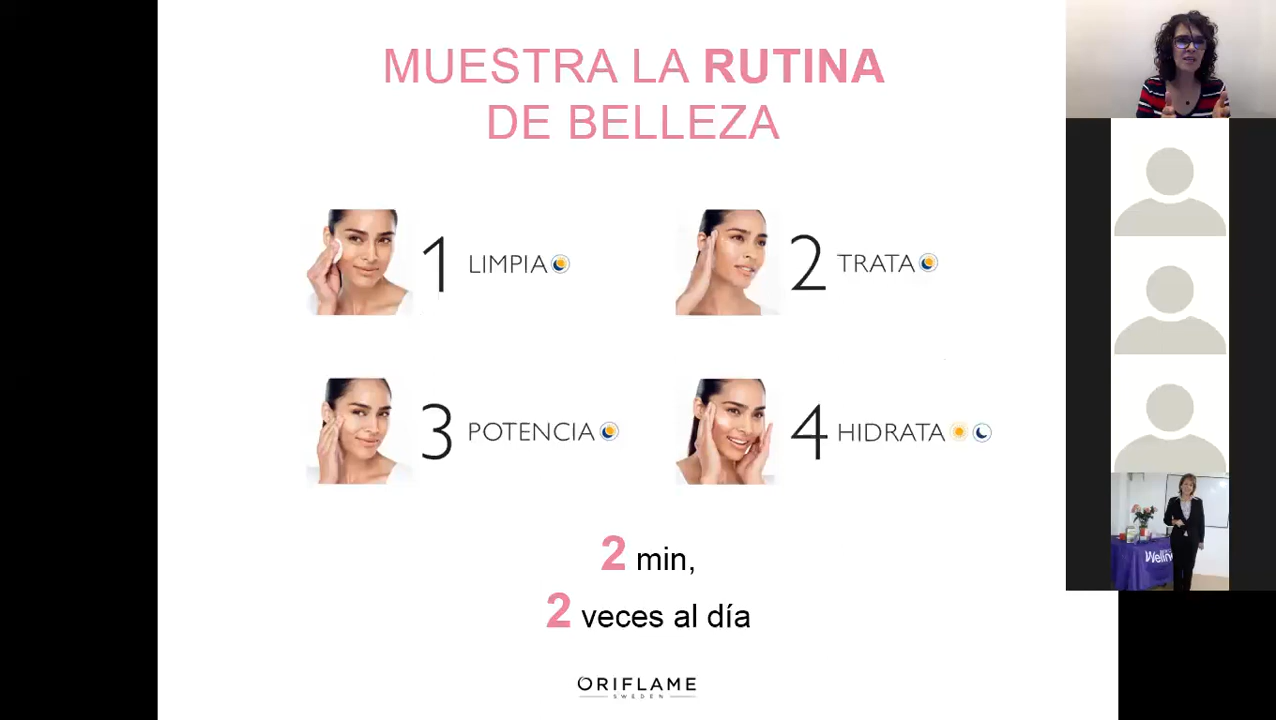 MUESTRA LA RUTINA
DE BELLEZA
1 LIMPIA
2 TRATA
3 POTENCIA
4 HIDRATA
2 min,
2 veces al día
ORIFLAME
SWEDEN